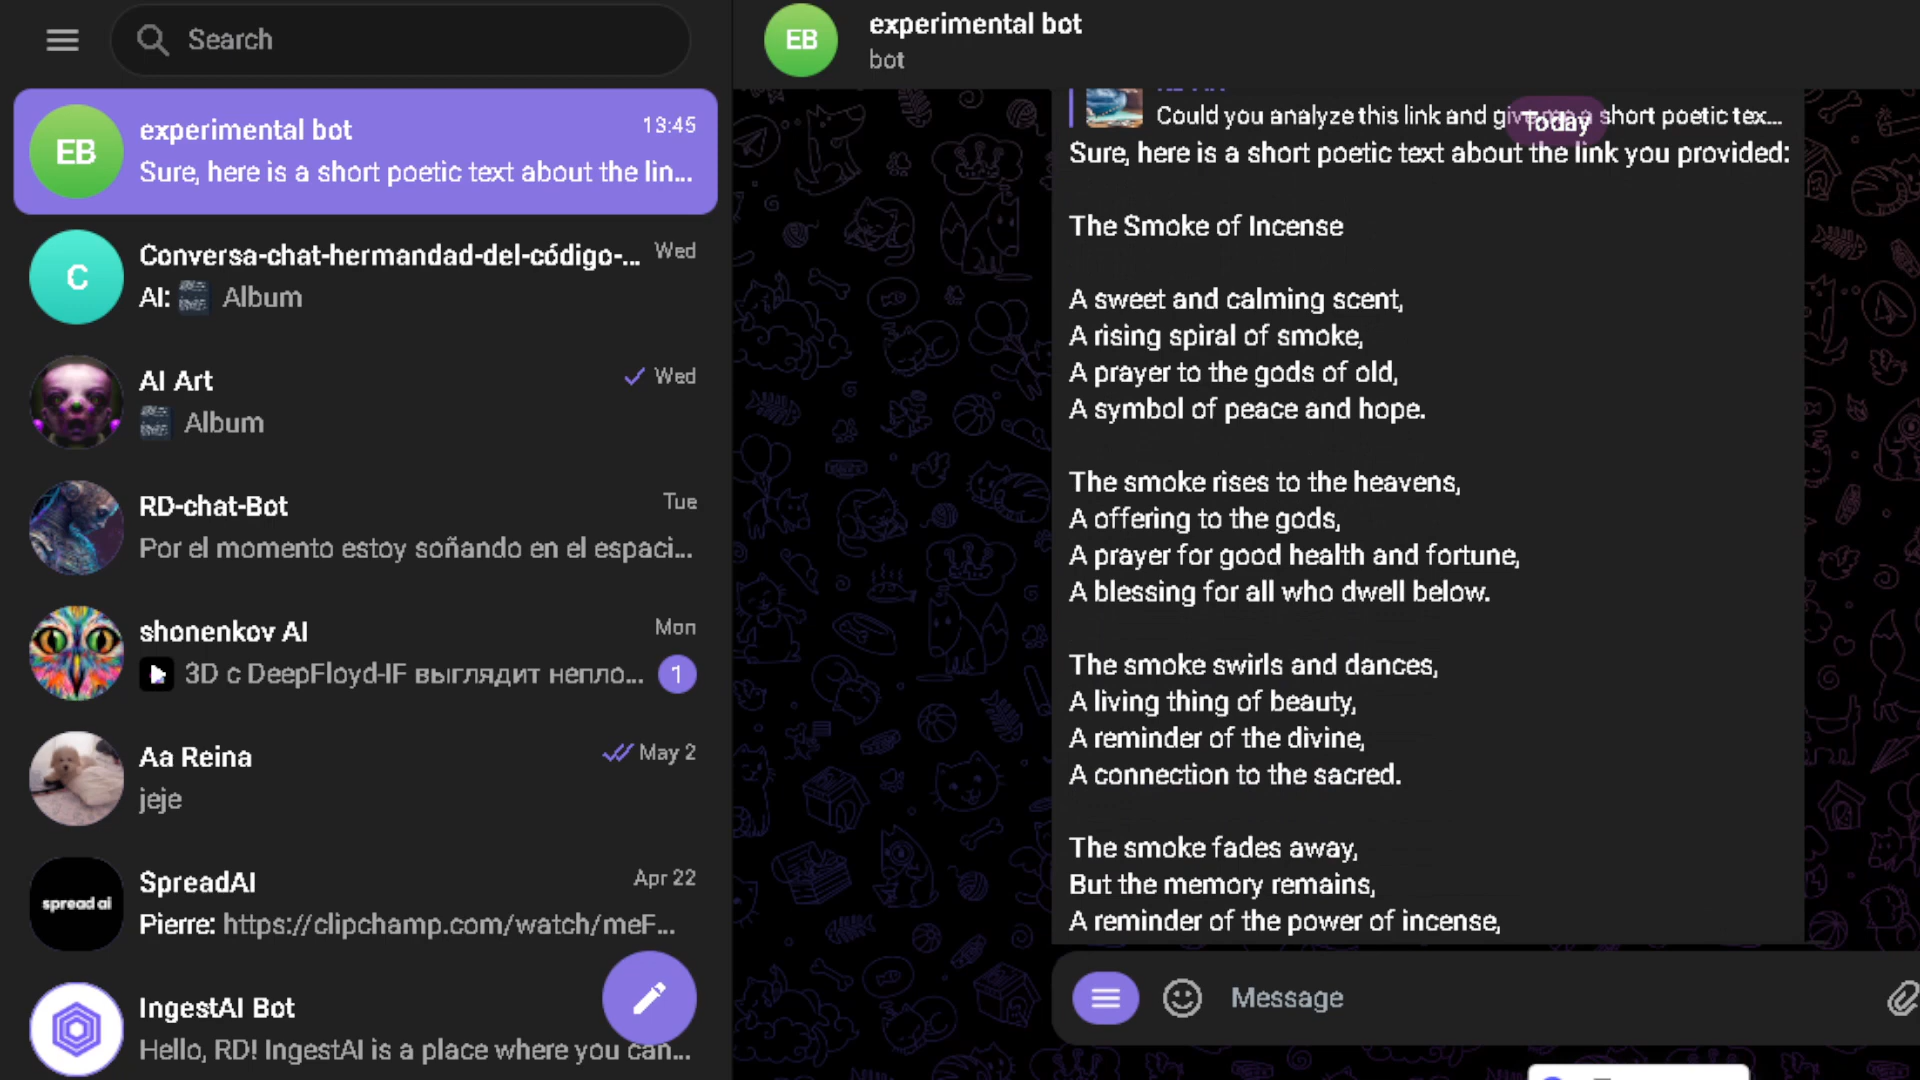 Search
EB
experimental bot
13:45
Sure, here is a short poetic text about the lin...
C
Conversa-chat-hermandad-del-código-...
Wed
AI: Album
AI Art
Wed
Album
RD-chat-Bot
Tue
Por el momento estoy soñando en el espaci...
shonenkov AI
Mon
3D с DeepFloyd-IF выглядит непло...
1
Aa Reina
May 2
jeje
spread ai
SpreadAI
Apr 22
Pierre: https://clipchamp.com/watch/meF...
IngestAI Bot
Hello, RD! IngestAI is a place where you can...
EB
experimental bot
bot
Could you analyze this link and give me a short poetic tex...
Today
Sure, here is a short poetic text about the link you provided:
The Smoke of Incense
A sweet and calming scent,
A rising spiral of smoke,
A prayer to the gods of old,
A symbol of peace and hope.
The smoke rises to the heavens,
A offering to the gods,
A prayer for good health and fortune,
A blessing for all who dwell below.
The smoke swirls and dances,
A living thing of beauty,
A reminder of the divine,
A connection to the sacred.
The smoke fades away,
But the memory remains,
A reminder of the power of incense,
Message